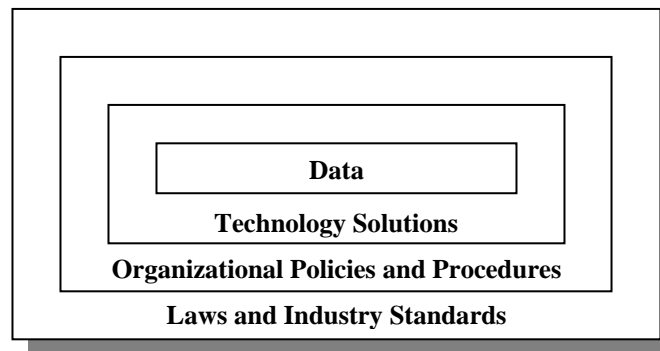 Data
Technology Solutions
Organizational Policies and Procedures
Laws and Industry Standards